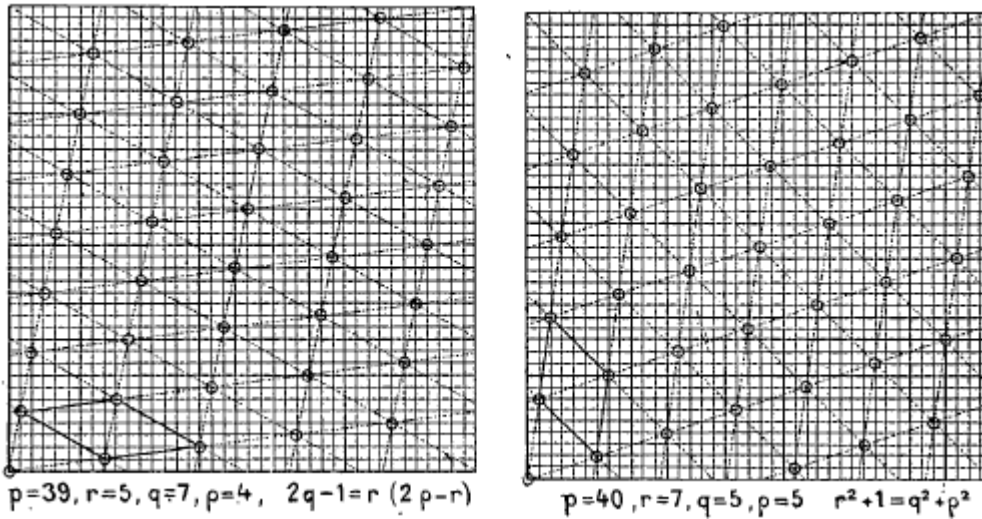 p=39, r=5, q=7, ρ=4, 2q-1=r (2ρ-r)
p=40, r=7, q=5, ρ=5 r²+1=q²+ρ²